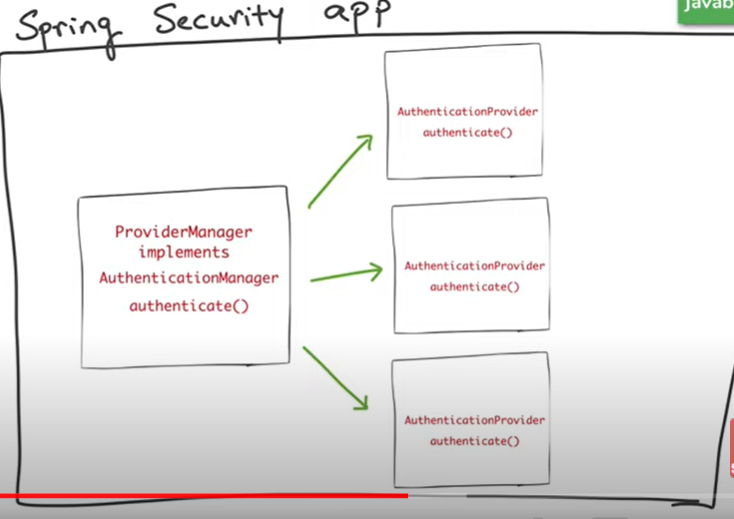 Spring Security app
Javab
ProviderManager
implements
AuthenticationManager
authenticate()
AuthenticationProvider
authenticate()
AuthenticationProvider
authenticate()
AuthenticationProvider
authenticate()